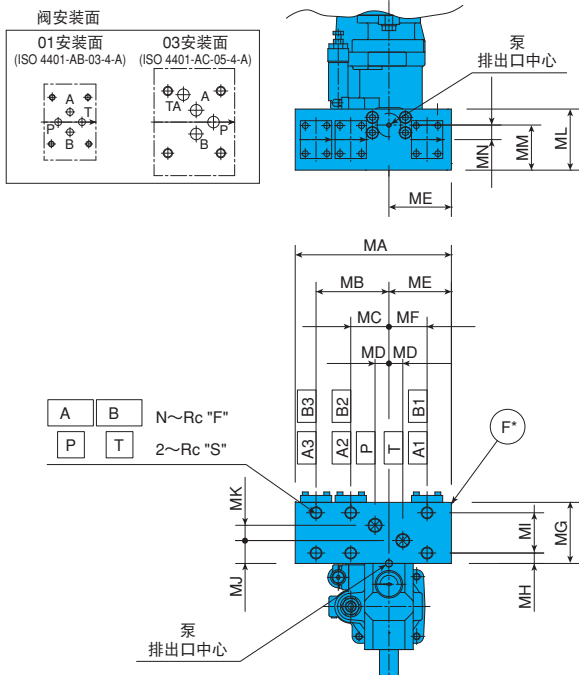 阀安装面
01安装面
(ISO 4401-AB-03-4-A)
03安装面
(ISO 4401-AC-05-4-A)
A
T
P
B
A
TA
P
B
泵
排出口中心
ML
MM
MN
ME
MA
MB
ME
MC
MF
MD
MD
B3
B2
B1
A3
A2
P
T
A1
A
B
N～Rc "F"
P
T
2～Rc "S"
F*
MK
MJ
MI
MG
MH
泵
排出口中心